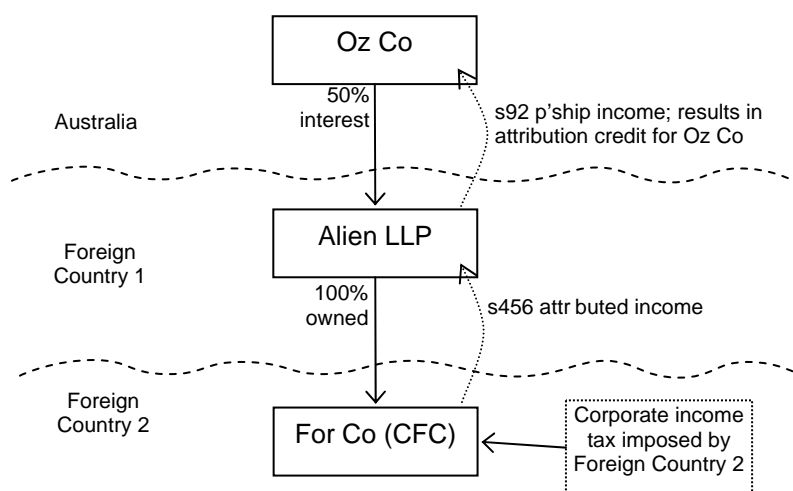 Oz Co
50%
interest
s92 p'ship income; results in
attribution credit for Oz Co
Australia
Alien LLP
Foreign
Country 1
100%
owned
s456 attr buted income
Foreign
Country 2
For Co (CFC)
Corporate income
tax imposed by
Foreign Country 2